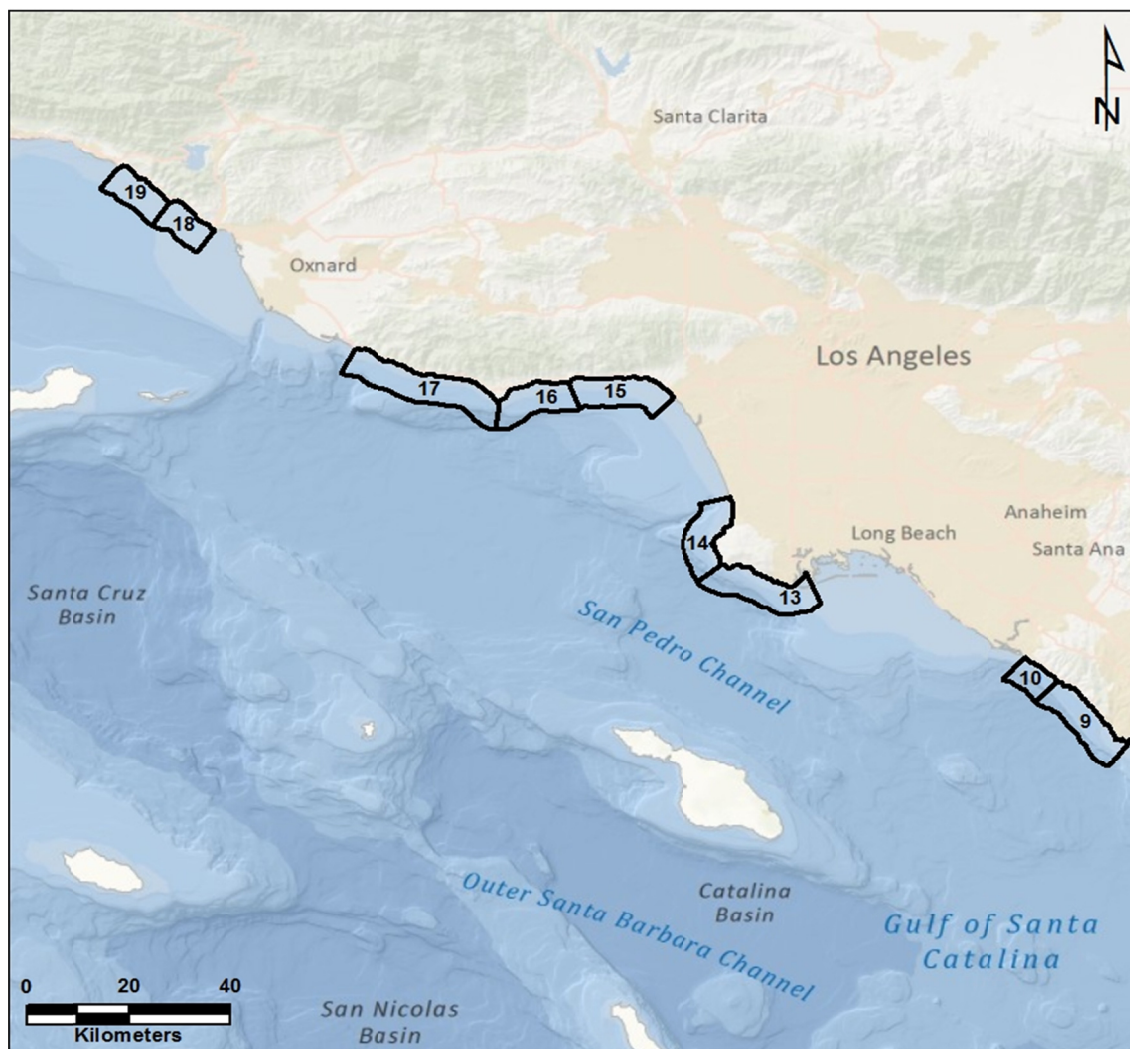 N
Santa Clarita
19
18
Oxnard
Los Angeles
17
16
15
Anaheim
Long Beach
Santa Ana
14
13
Santa Cruz
Basin
San Pedro Channel
10
9
Outer Santa Barbara Channel
Catalina
Basin
Gulf of Santa
Catalina
0 20 40
Kilometers
San Nicolas
Basin